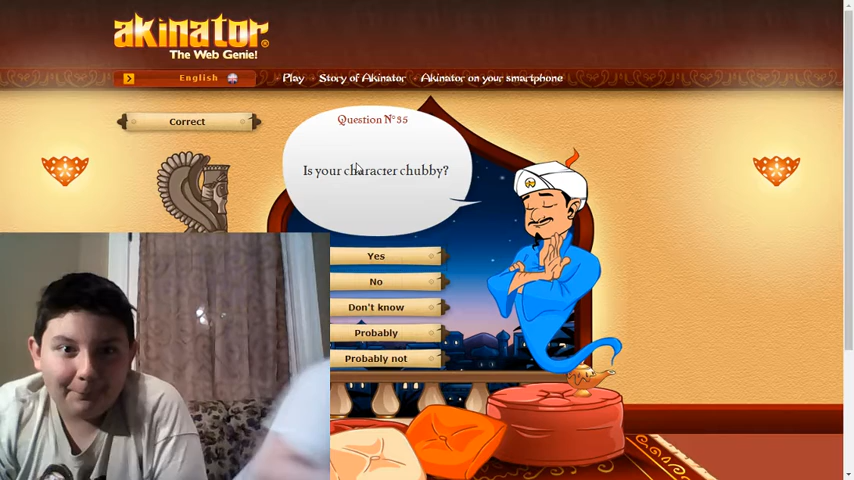 akinator®
The Web Genie!
English
Play
Story of Akinator
Akinator on your smartphone
Correct
Question N°35
Is your character chubby?
Yes
No
Don't know
Probably
Probably not